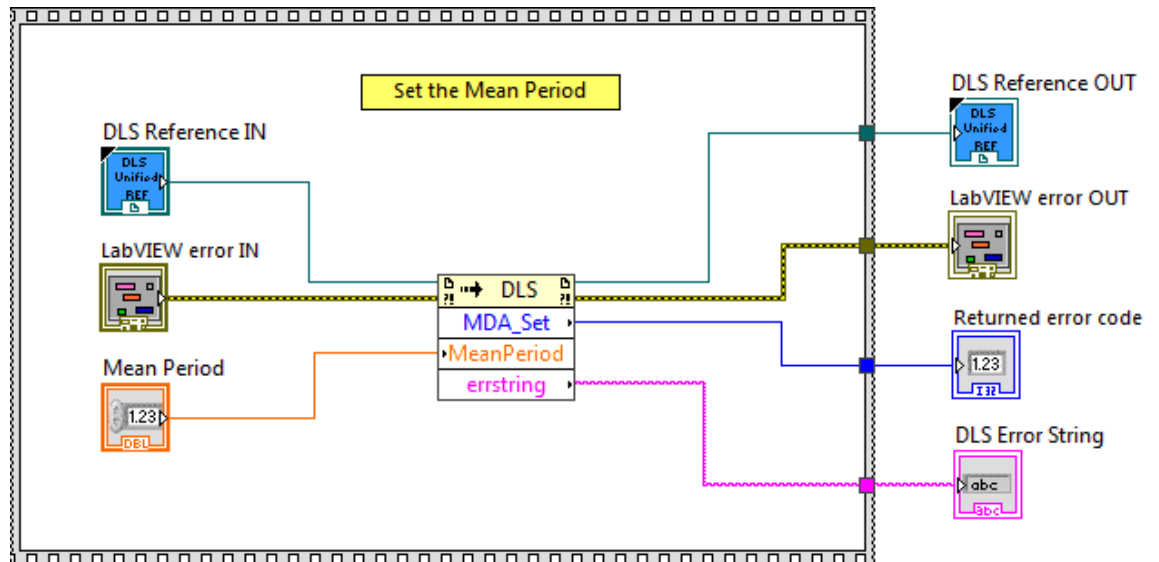 Set the Mean Period
DLS Reference IN
DLS
Unified
REF
LabVIEW error IN
?!
DLS
?!
MDA_Set
MeanPeriod
errstring
Mean Period
1.23
DBL
DLS Reference OUT
DLS
Unified
REF
LabVIEW error OUT
Returned error code
1.23
I32
DLS Error String
abc
abc